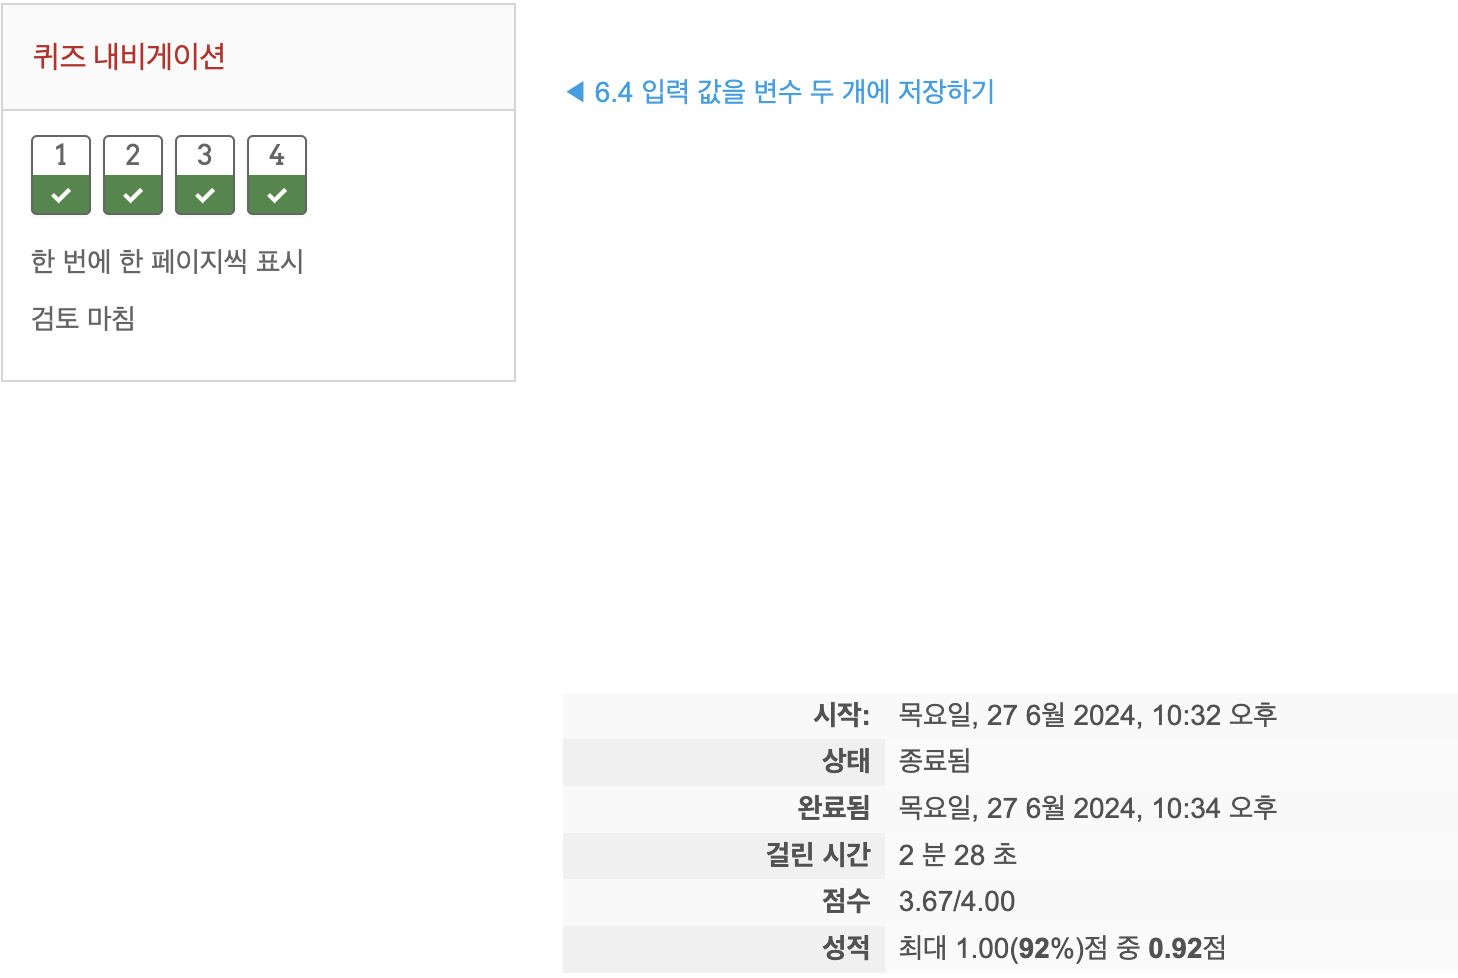 퀴즈 내비게이션
1 2 3 4
한 번에 한 페이지씩 표시
검토 마침
◀ 6.4 입력 값을 변수 두 개에 저장하기
시작: 목요일, 27 6월 2024, 10:32 오후
상태 종료됨
완료됨 목요일, 27 6월 2024, 10:34 오후
걸린 시간 2 분 28 초
점수 3.67/4.00
성적 최대 1.00(92%)점 중 0.92점